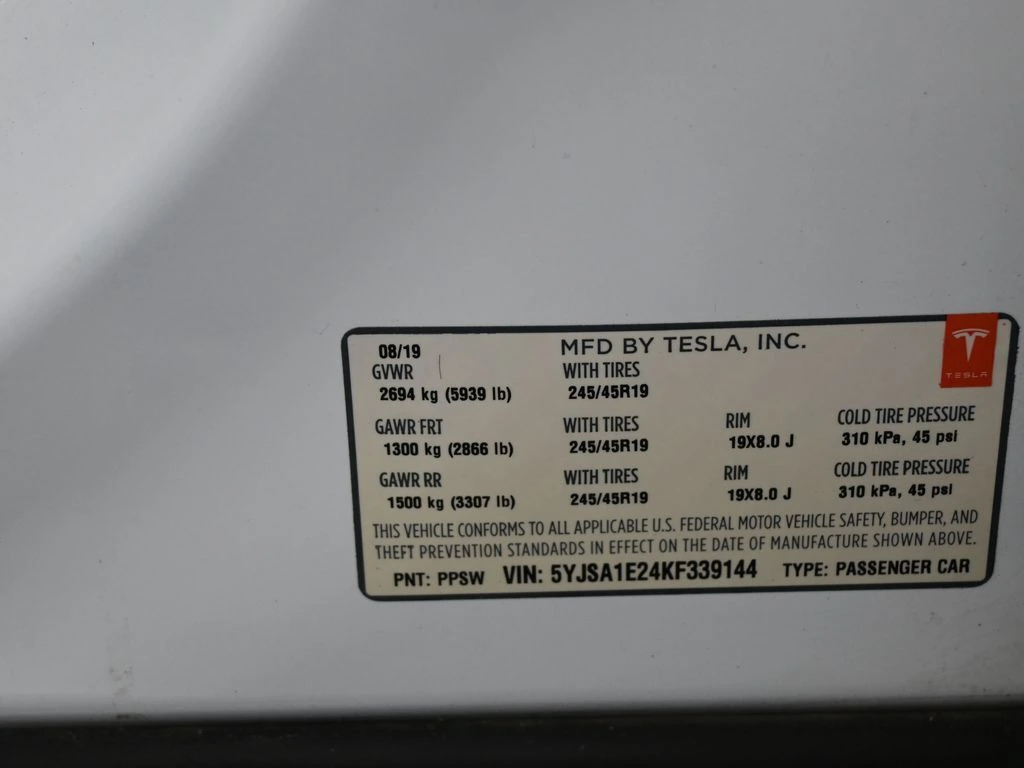 08/19 MFD BY TESLA, INC.
TESLA
GVWR WITH TIRES
2694 kg (5939 lb) 245/45R19
GAWR FRT WITH TIRES RIM COLD TIRE PRESSURE
1300 kg (2866 lb) 245/45R19 19X8.0 J 310 kPa, 45 psi
GAWR RR WITH TIRES RIM COLD TIRE PRESSURE
1500 kg (3307 lb) 245/45R19 19X8.0 J 310 kPa, 45 psi
THIS VEHICLE CONFORMS TO ALL APPLICABLE U.S. FEDERAL MOTOR VEHICLE SAFETY, BUMPER, AND
THEFT PREVENTION STANDARDS IN EFFECT ON THE DATE OF MANUFACTURE SHOWN ABOVE.
PNT: PPSW VIN: 5YJSA1E24KF339144 TYPE: PASSENGER CAR